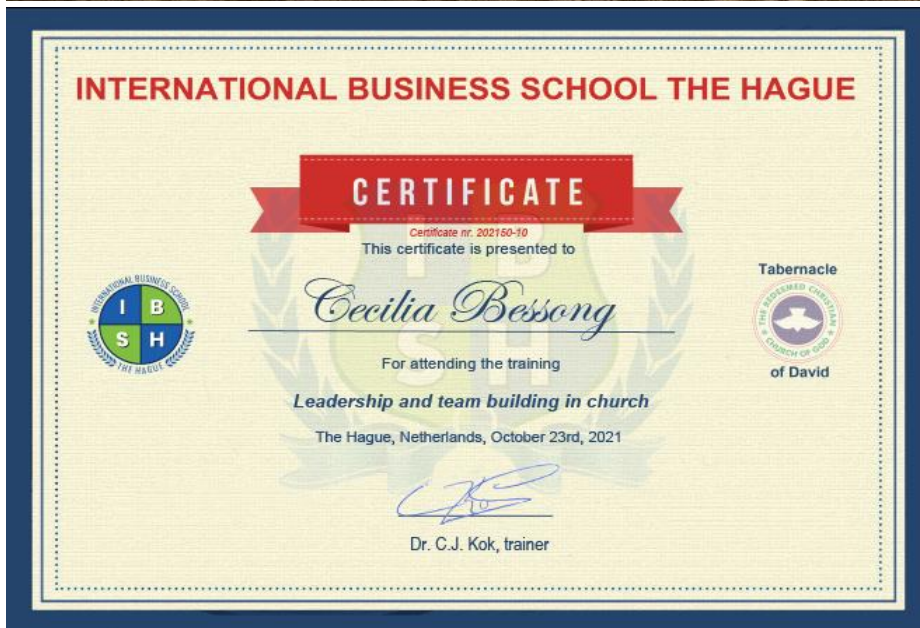 INTERNATIONAL BUSINESS SCHOOL THE HAGUE
CERTIFICATE
Certificate nr. 202150-10
This certificate is presented to
Cecilia Bessong
For attending the training
Leadership and team building in church
The Hague, Netherlands, October 23rd, 2021
Dr. C.J. Kok, trainer
INTERNATIONAL BUSINESS SCHOOL
I B
S H
THE HAGUE
Tabernacle
THE REDEEMED CHRISTIAN
CHURCH OF GOD
of David
I B
S H